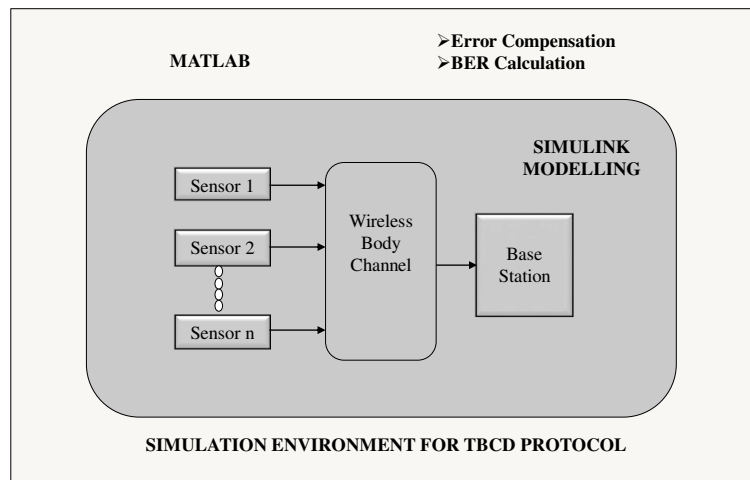 MATLAB
➢Error Compensation
➢BER Calculation
SIMULINK
MODELLING
Sensor 1
Sensor 2
Sensor n
Wireless
Body
Channel
Base
Station
SIMULATION ENVIRONMENT FOR TBCD PROTOCOL